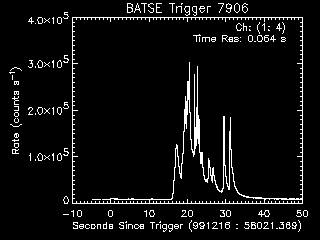 BATSE Trigger 7906
Ch: (1: 4)
Time Res: 0.064 s
4.0×10⁵
3.0×10⁵
2.0×10⁵
1.0×10⁵
0
Rate (counts s⁻¹)
-10 0 10 20 30 40 50
Seconds Since Trigger (991216 : 56021.369)